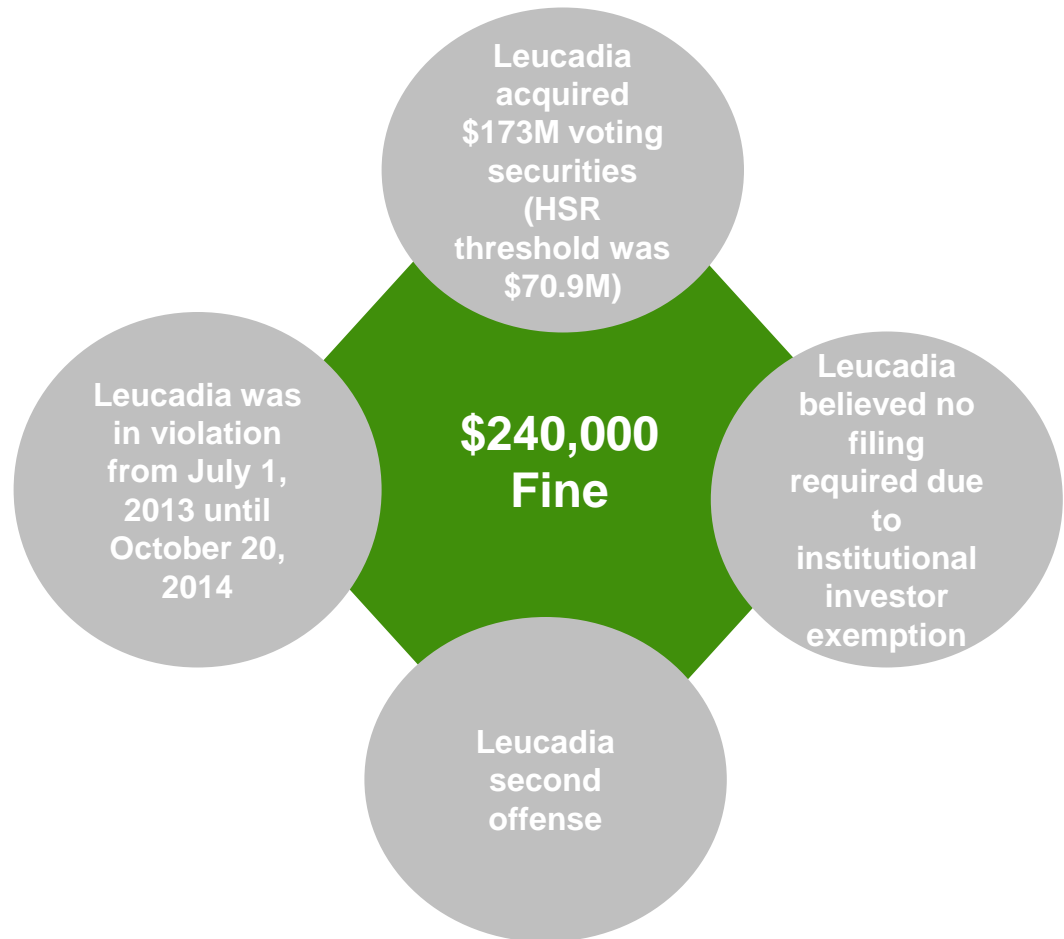 Leucadia
acquired
$173M voting
securities
(HSR
threshold was
$70.9M)
Leucadia was
in violation
from July 1,
2013 until
October 20,
2014
$240,000
Fine
Leucadia
believed no
filing
required due
to
institutional
investor
exemption
Leucadia
second
offense